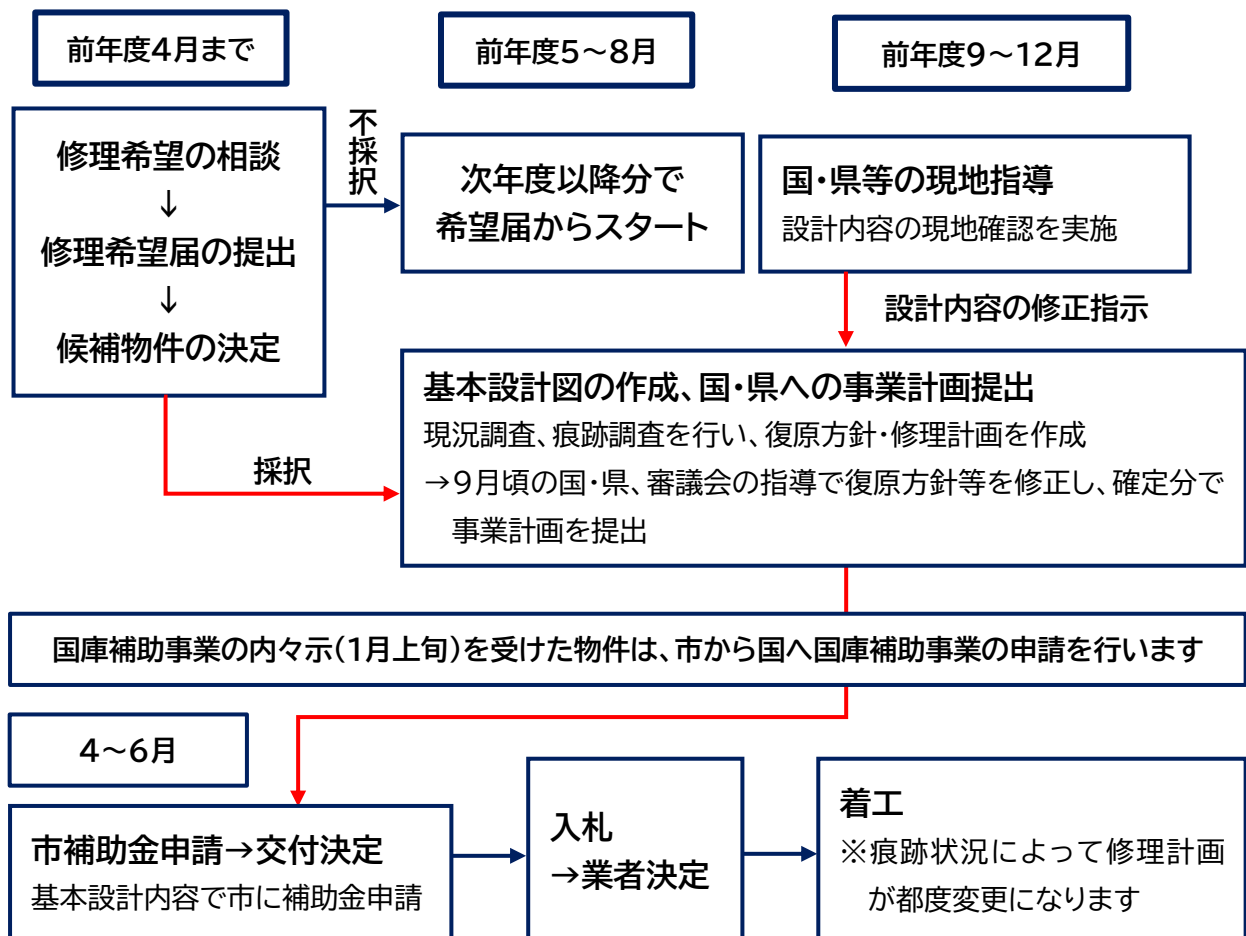 前年度4月まで
前年度5～8月
前年度9～12月
修理希望の相談
↓
修理希望届の提出
↓
候補物件の決定
不採択
次年度以降分で
希望届からスタート
国・県等の現地指導
設計内容の現地確認を実施
設計内容の修正指示
採択
基本設計図の作成、国・県への事業計画提出
現況調査、痕跡調査を行い、復原方針・修理計画を作成
→9月頃の国・県、審議会の指導で復原方針等を修正し、確定分で
事業計画を提出
国庫補助事業の内々示(1月上旬)を受けた物件は、市から国へ国庫補助事業の申請を行います
4～6月
市補助金申請→交付決定
基本設計内容で市に補助金申請
入札
→業者決定
着工
※痕跡状況によって修理計画
が都度変更になります